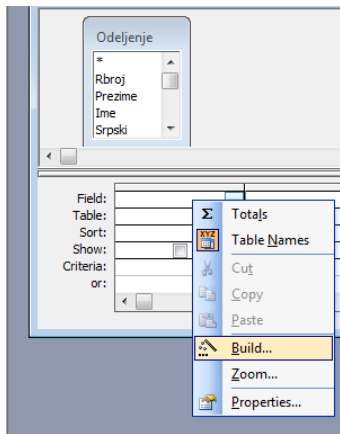 Odeljenje
*
Rbroj
Prezime
Ime
Srpski
Field:
Table:
Sort:
Show:
Criteria:
or:
Σ Totals
XYZ Table Names
Cut
Copy
Paste
Build...
Zoom...
Properties...